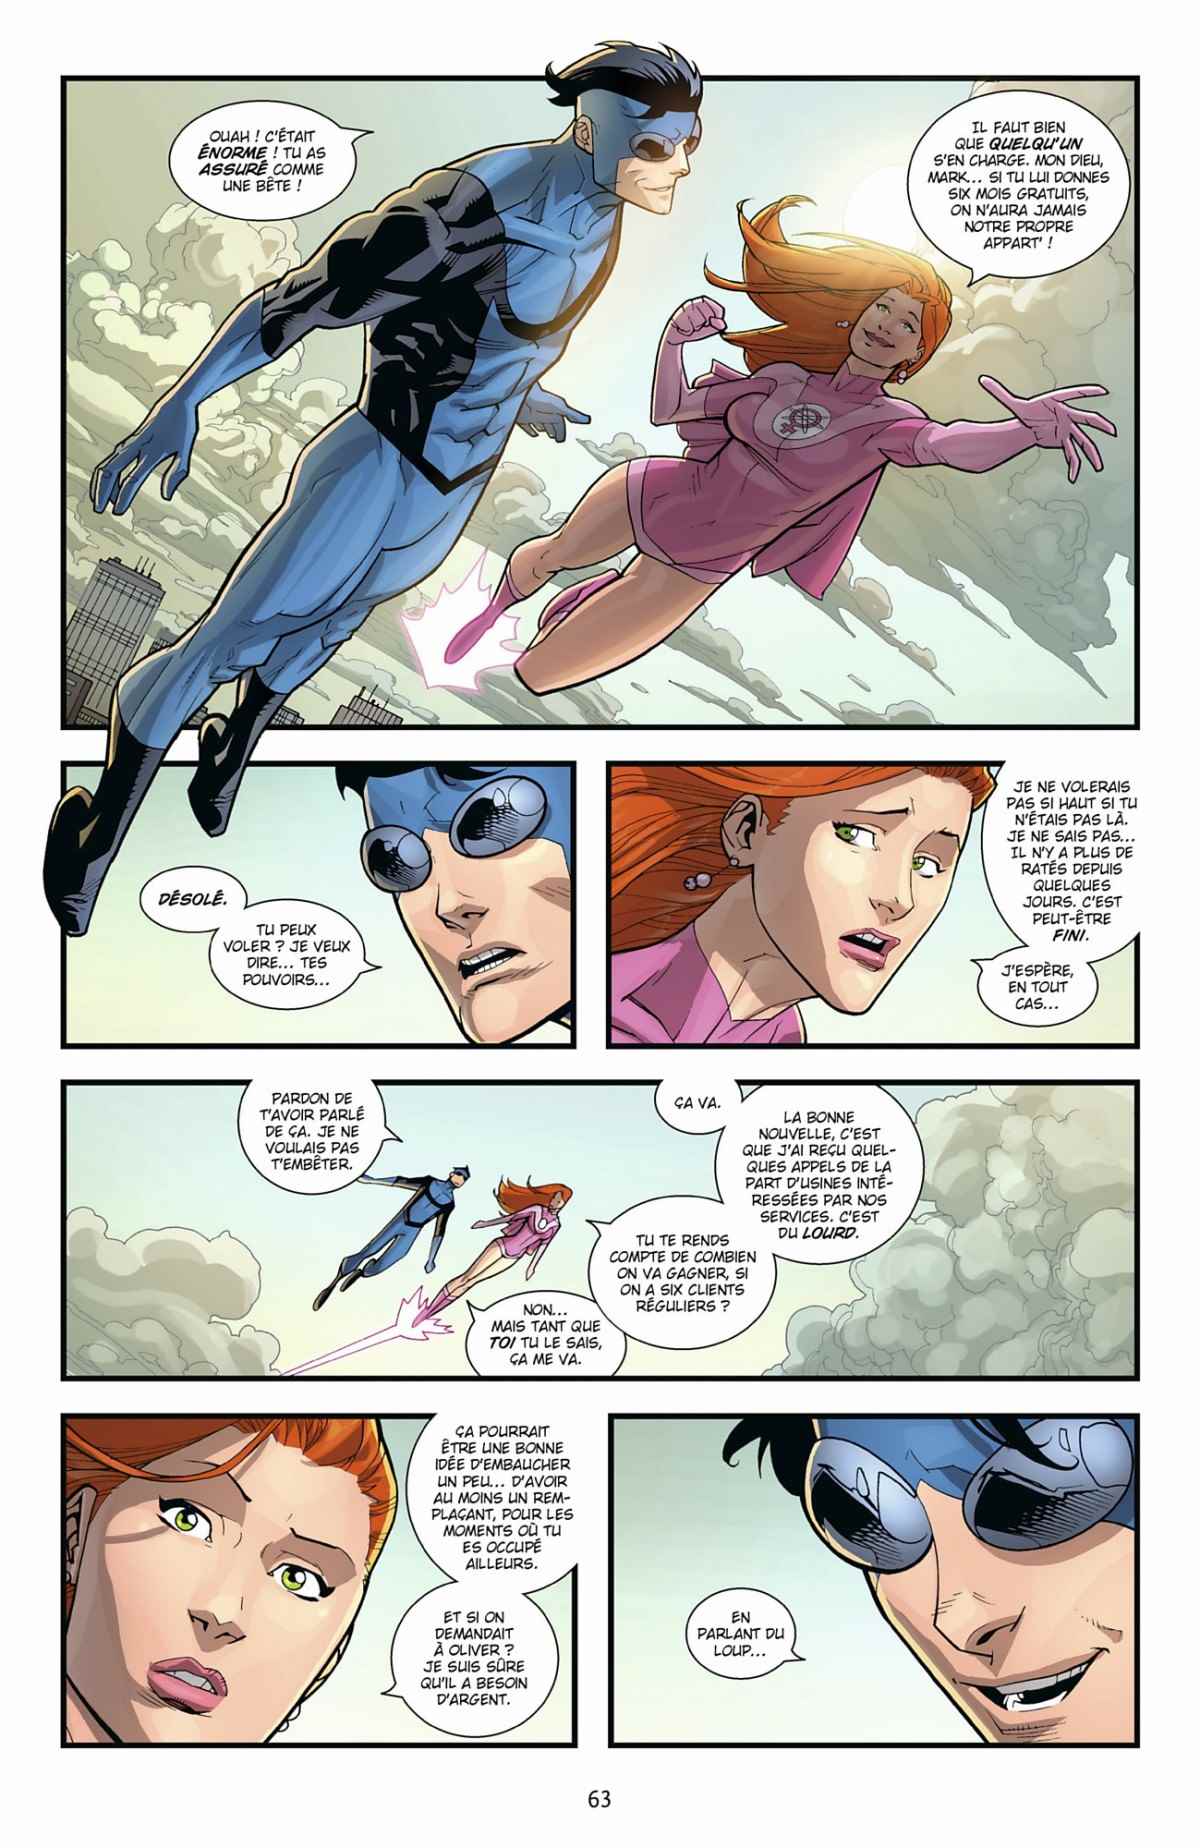 OUAH ! C'ÉTAIT
ÉNORME ! TU AS
ASSURÉ COMME
UNE BÊTE !
IL FAUT BIEN
QUE QUELQU'UN
S'EN CHARGE. MON DIEU,
MARK... SI TU LUI DONNES
SIX MOIS GRATUITS,
ON N'AURA JAMAIS
NOTRE PROPRE
APPART' !
DÉSOLÉ.
TU PEUX
VOLER ? JE VEUX
DIRE... TES
POUVOIRS...
JE NE VOLERAIS
PAS SI HAUT SI TU
N'ÉTAIS PAS LÀ.
JE NE SAIS PAS...
IL N'Y A PLUS DE
RATÉS DEPUIS
QUELQUES
JOURS. C'EST
PEUT-ÊTRE
FINI.
J'ESPÈRE,
EN TOUT
CAS...
PARDON DE
T'AVOIR PARLÉ
DE ÇA. JE NE
VOULAIS PAS
T'EMBÊTER.
ÇA VA.
LA BONNE
NOUVELLE, C'EST
QUE J'AI REÇU QUEL-
QUES APPELS DE LA
PART D'USINES INTÉ-
RESSÉES PAR NOS
SERVICES. C'EST
DU LOURD.
TU TE RENDS
COMPTE DE COMBIEN
ON VA GAGNER, SI
ON A SIX CLIENTS
RÉGULIERS ?
NON...
MAIS TANT QUE
TOI TU LE SAIS,
ÇA ME VA.
ÇA POURRAIT
ÊTRE UNE BONNE
IDÉE D'EMBAUCHER
UN PEU... D'AVOIR
AU MOINS UN REM-
PLAÇANT, POUR LES
MOMENTS OÙ TU
ES OCCUPÉ
AILLEURS.
ET SI ON
DEMANDAIT
À OLIVER ?
JE SUIS SÛRE
QU'IL A BESOIN
D'ARGENT.
EN
PARLANT DU
LOUP...
63